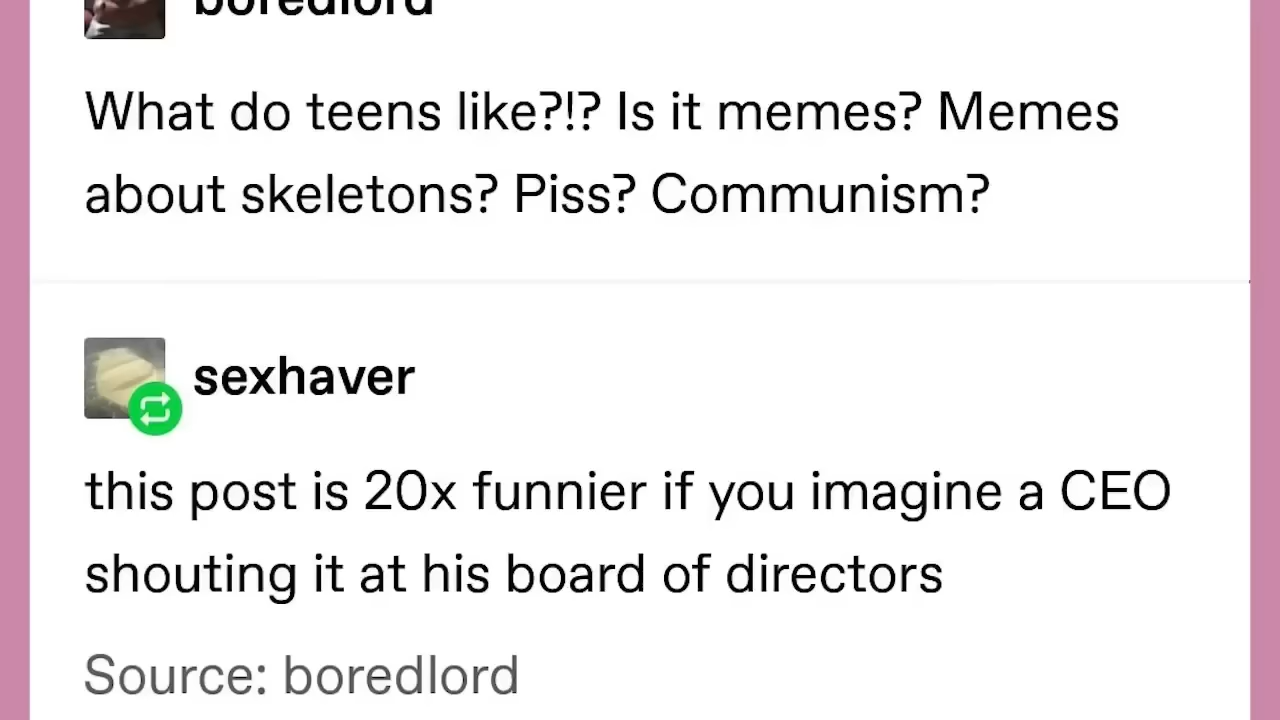 boredlord
What do teens like?!? Is it memes? Memes
about skeletons? Piss? Communism?
sexhaver
this post is 20x funnier if you imagine a CEO
shouting it at his board of directors
Source: boredlord